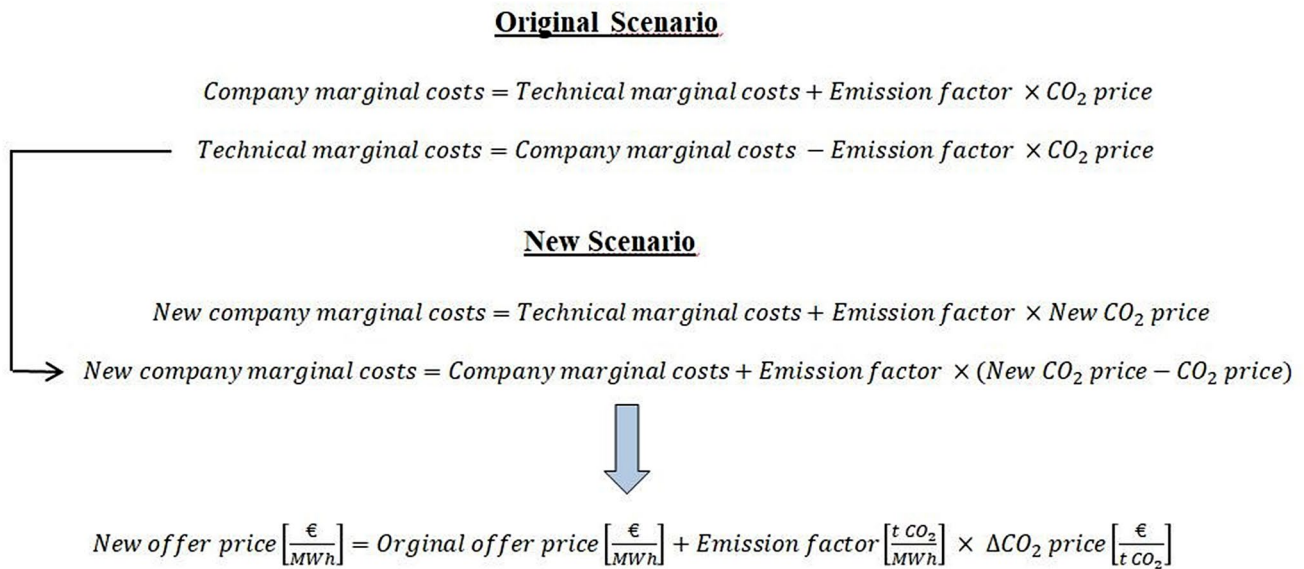 Original Scenario
Company marginal costs = Technical marginal costs + Emission factor × CO₂ price
Technical marginal costs = Company marginal costs − Emission factor × CO₂ price
New Scenario
New company marginal costs = Technical marginal costs + Emission factor × New CO₂ price
New company marginal costs = Company marginal costs + Emission factor × (New CO₂ price − CO₂ price)
New offer price[€/MWh] = Orginal offer price[€/MWh] + Emission factor[t CO₂/MWh] × ΔCO₂ price[€/t CO₂]